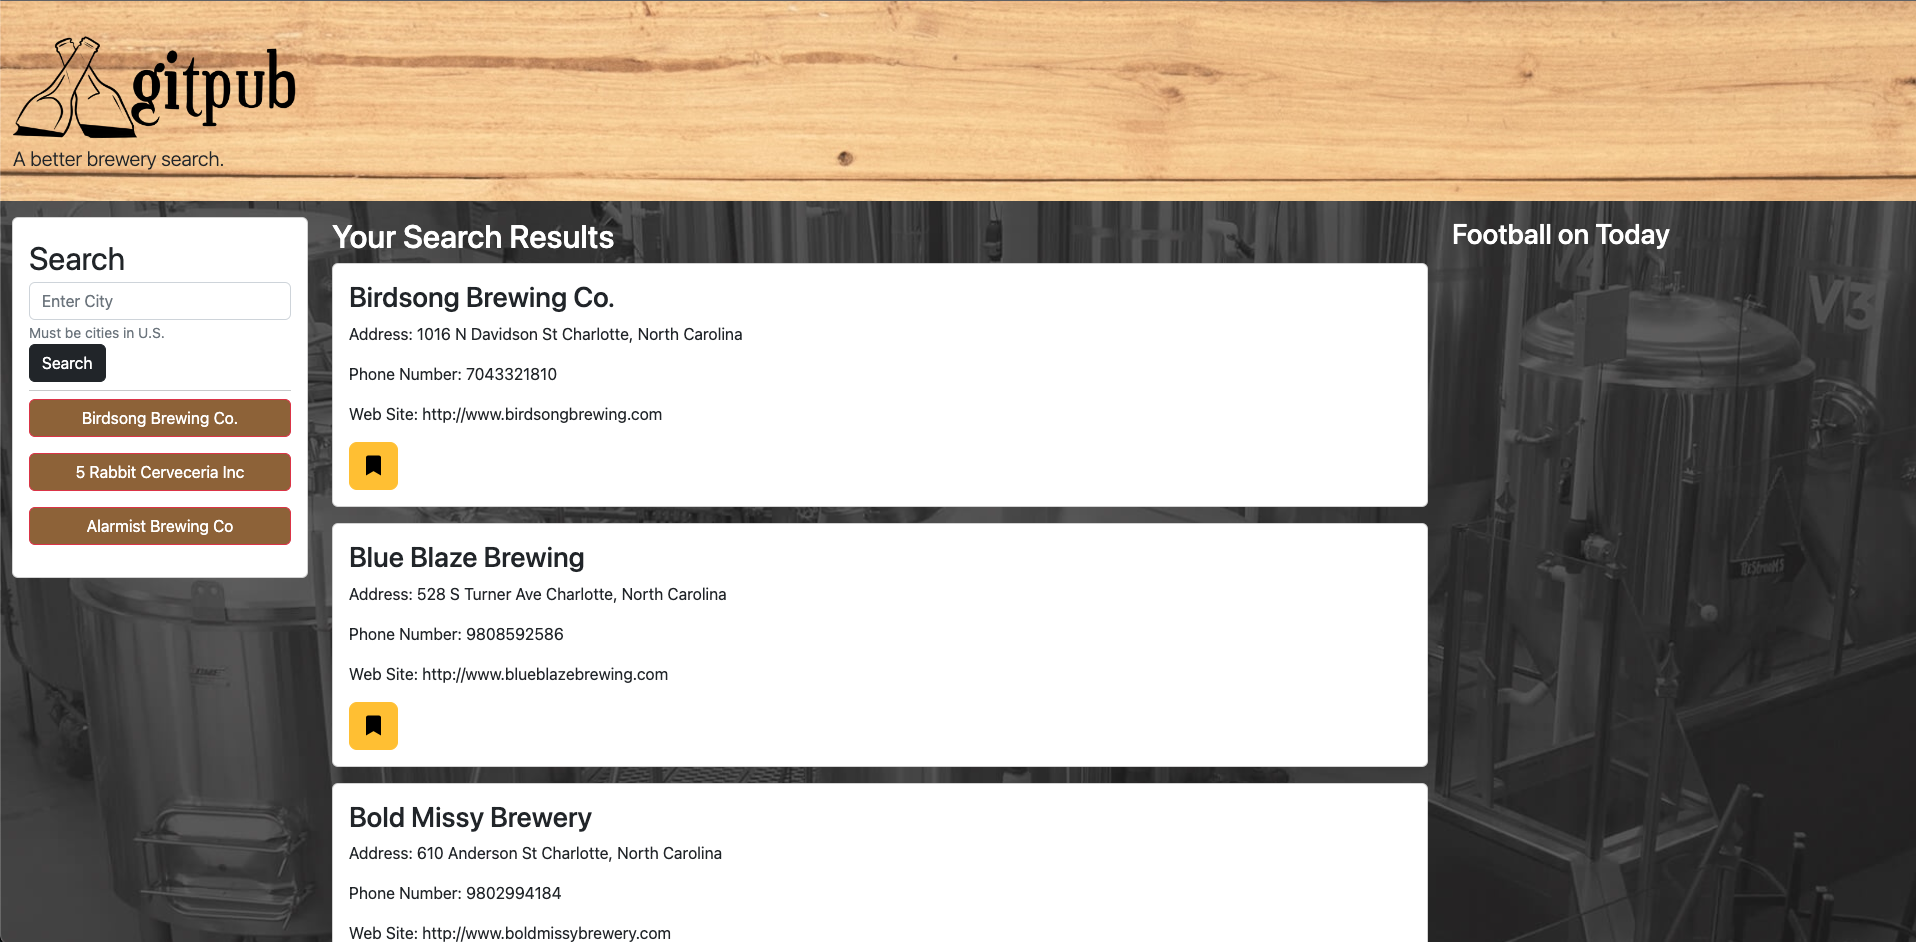 gitpub
A better brewery search.
Search
Enter City
Must be cities in U.S.
Search
Birdsong Brewing Co.
5 Rabbit Cerveceria Inc
Alarmist Brewing Co
Your Search Results
Birdsong Brewing Co.
Address: 1016 N Davidson St Charlotte, North Carolina
Phone Number: 7043321810
Web Site: http://www.birdsongbrewing.com
Blue Blaze Brewing
Address: 528 S Turner Ave Charlotte, North Carolina
Phone Number: 9808592586
Web Site: http://www.blueblazebrewing.com
Bold Missy Brewery
Address: 610 Anderson St Charlotte, North Carolina
Phone Number: 9802994184
Web Site: http://www.boldmissybrewery.com
Football on Today
V3